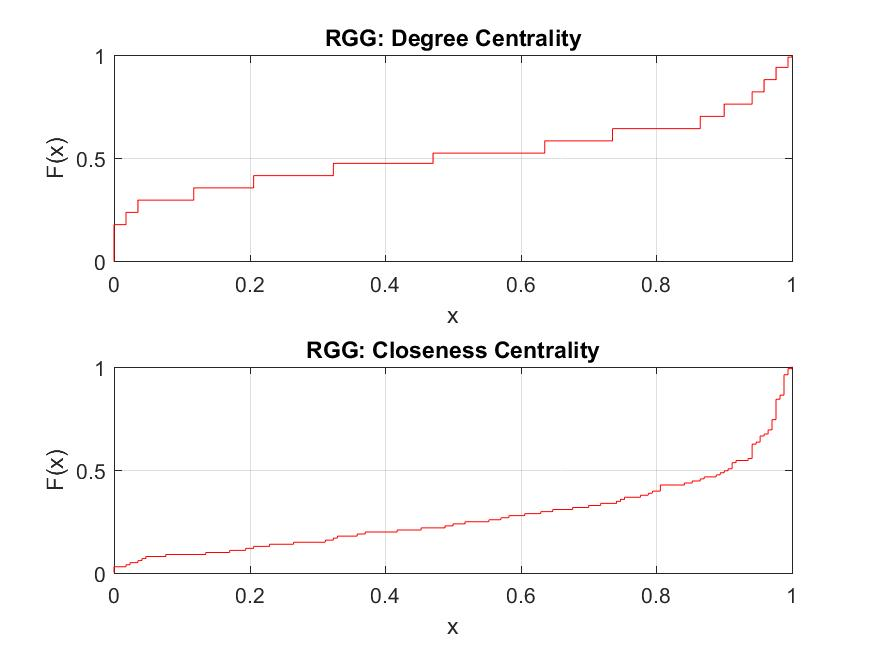 RGG: Degree Centrality
1
0.5
0
F(x)
0 0.2 0.4 0.6 0.8 1
x
RGG: Closeness Centrality
1
0.5
0
F(x)
0 0.2 0.4 0.6 0.8 1
x